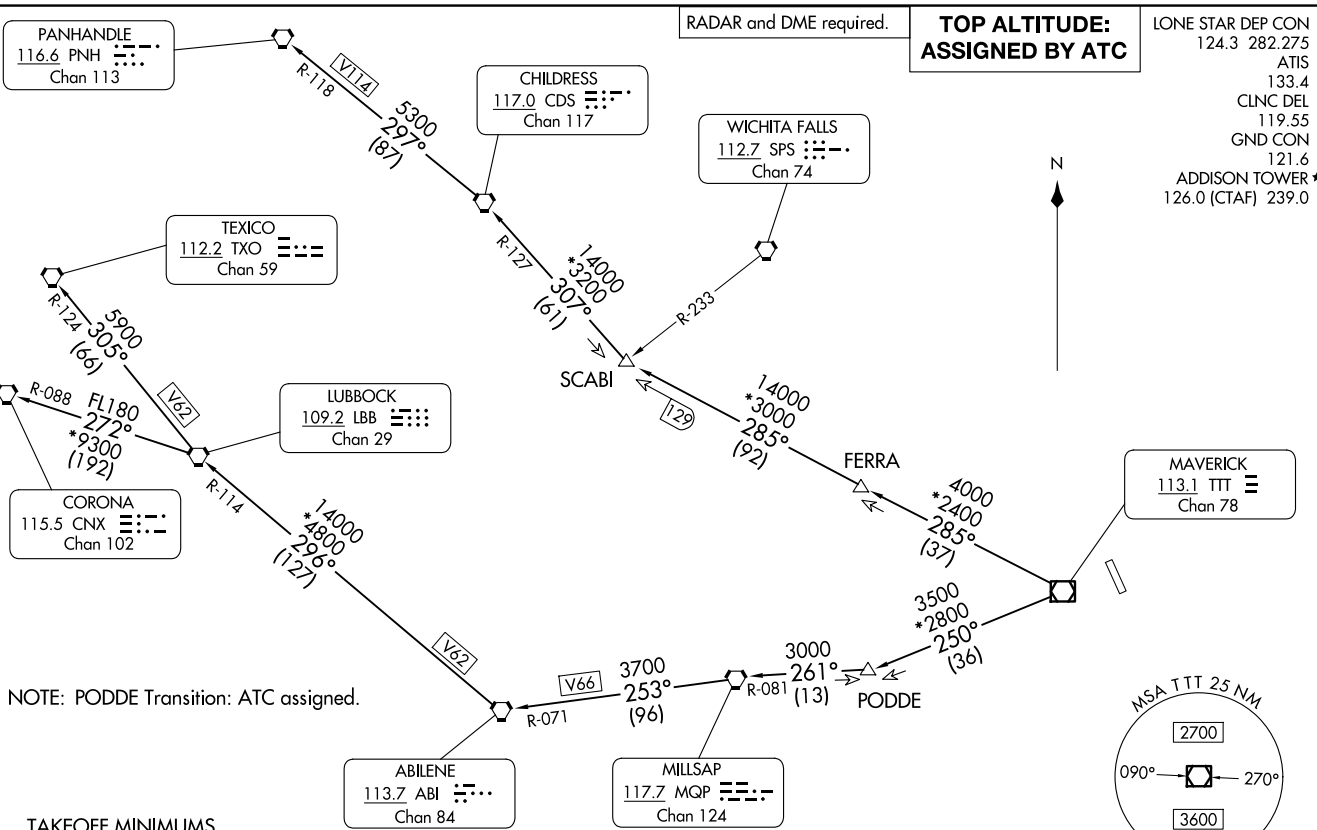 RADAR and DME required.
TOP ALTITUDE:
ASSIGNED BY ATC
LONE STAR DEP CON
124.3 282.275
ATIS
133.4
CLNC DEL
119.55
GND CON
121.6
ADDISON TOWER ★
126.0 (CTAF) 239.0
PANHANDLE
116.6 PNH
Chan 113
R-118
V114
5300
297°
(87)
CHILDRESS
117.0 CDS
Chan 117
WICHITA FALLS
112.7 SPS
Chan 74
N
TEXICO
112.2 TXO
Chan 59
R-127
14000
*3200
307°
(61)
R-233
SCABI
129
R-124
5900
305°
(66)
V62
R-088
FL180
272°
*9300
(192)
LUBBOCK
109.2 LBB
Chan 29
14000
*3000
285°
(92)
FERRA
MAVERICK
113.1 TTT
Chan 78
CORONA
115.5 CNX
Chan 102
R-114
14000
*4800
296°
(127)
4000
*2400
285°
(37)
3500
*2800
250°
(36)
V62
V66
3700
253°
(96)
R-071
3000
261°
(13)
R-081
PODDE
NOTE: PODDE Transition: ATC assigned.
ABILENE
113.7 ABI
Chan 84
MILLSAP
117.7 MQP
Chan 124
MSA TTT 25 NM
2700
090°
270°
3600
TAKEOFF MINIMUMS